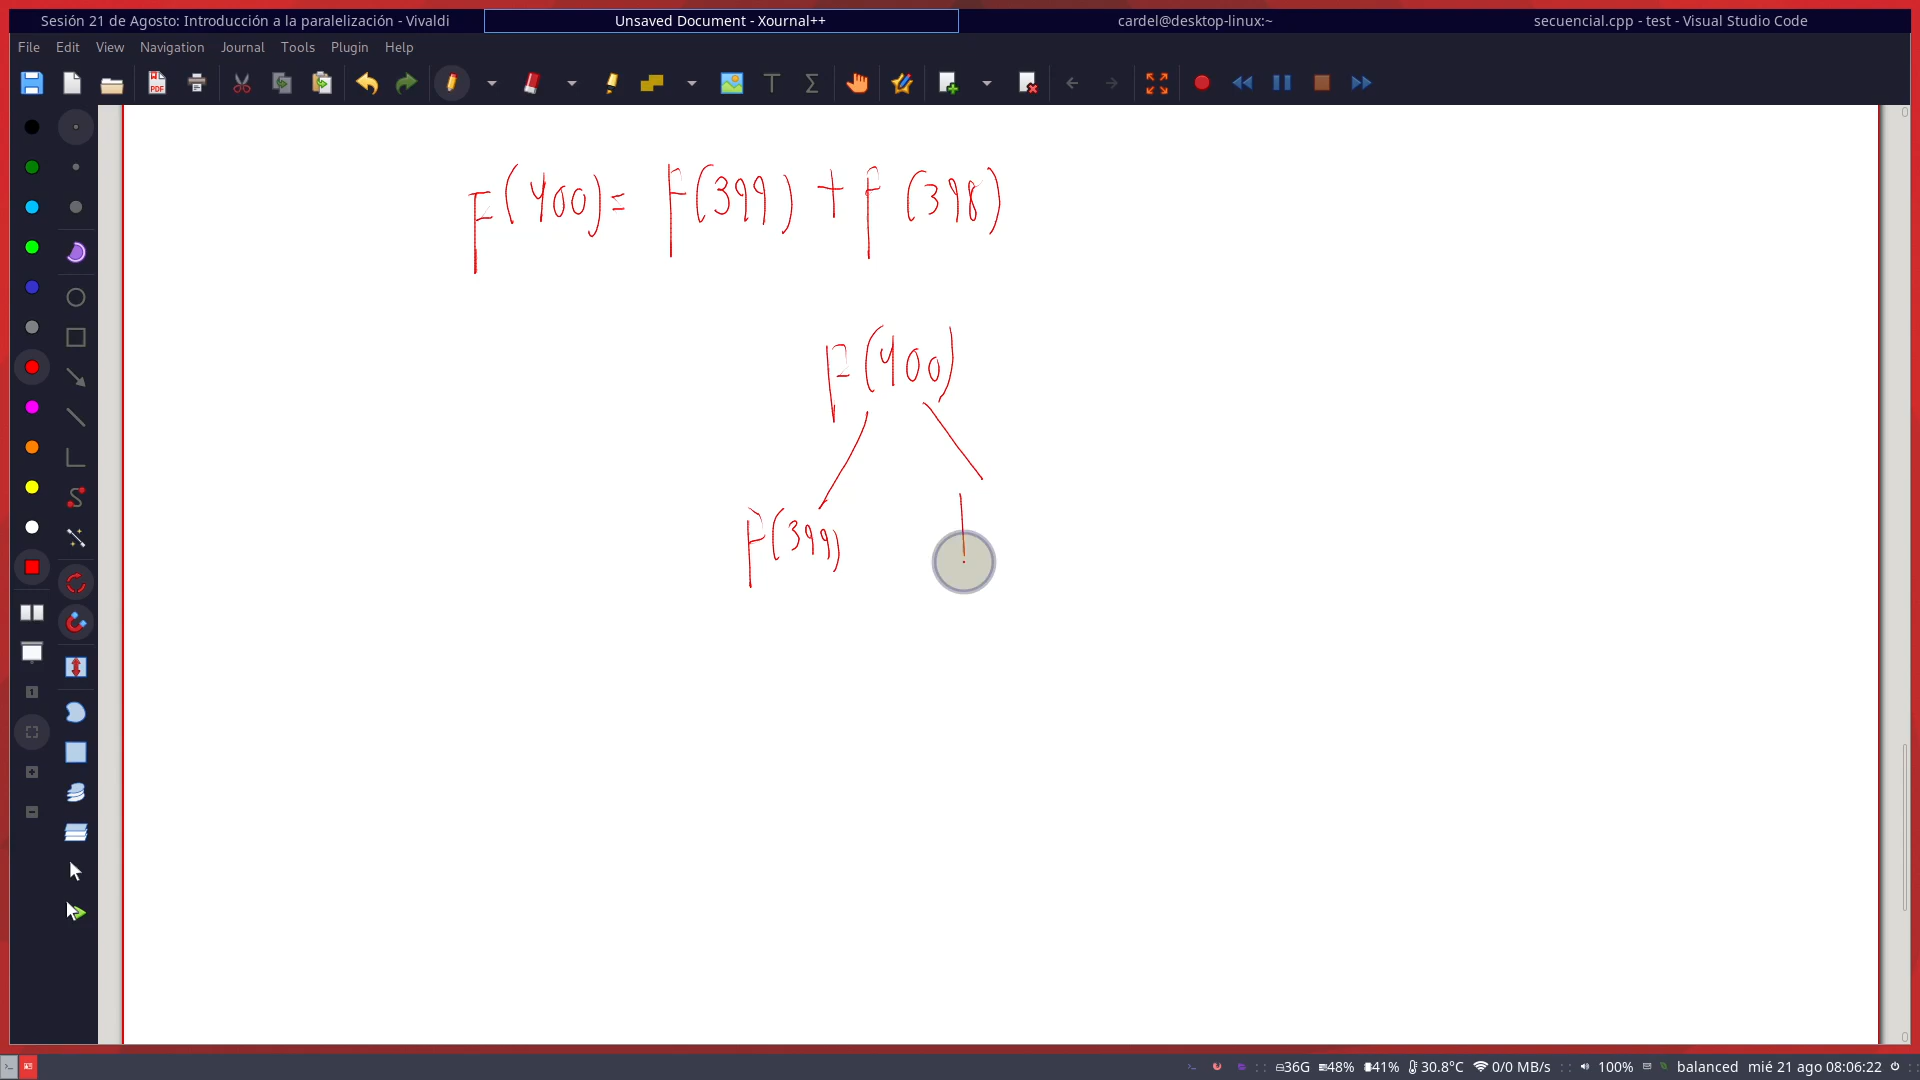 Sesión 21 de Agosto: Introducción a la paralelización - Vivaldi
Unsaved Document - Xournal++
cardel@desktop-linux:~
secuencial.cpp - test - Visual Studio Code
File Edit View Navigation Journal Tools Plugin Help
F(400)= F(399) + F(398)
F(400)
F(399)
36G 48% 41% 30.8°C 0/0 MB/s :: 100% balanced mié 21 ago 08:06:22